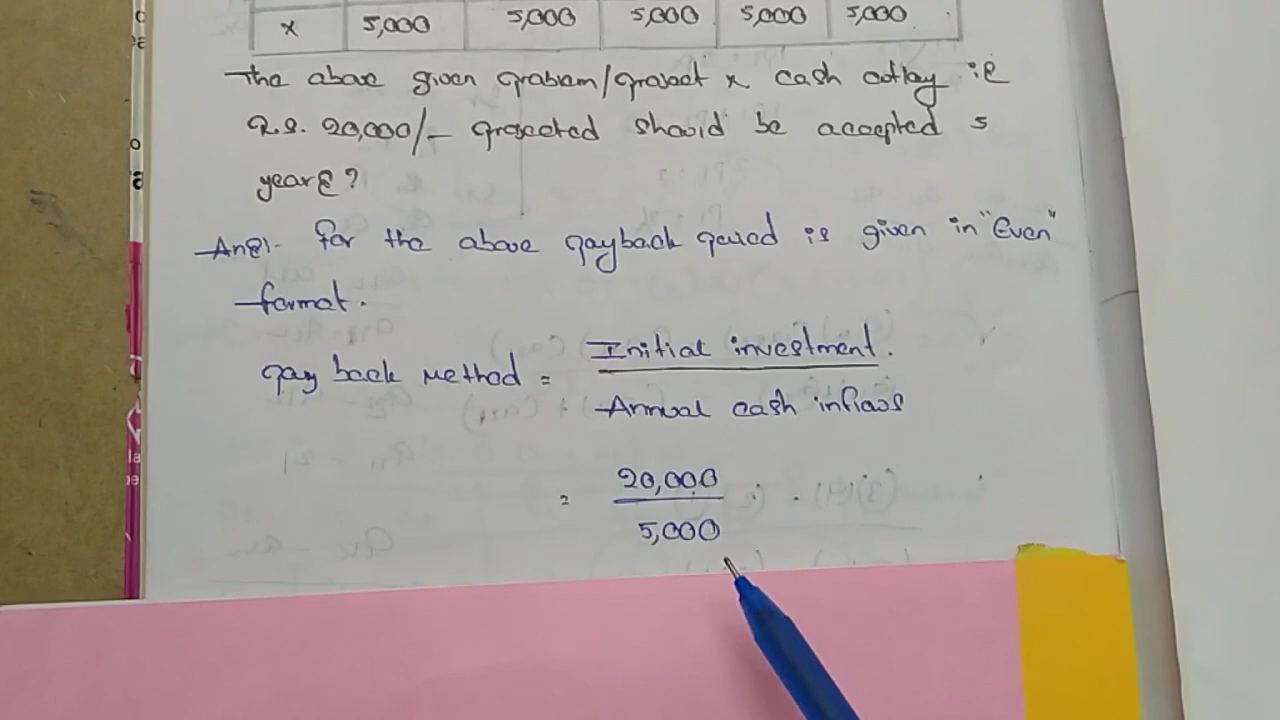 x 5,000 5,000 5,000 5,000 5,000
The above given problem/project x cash outlay is
R.S. 20,000/- projected should be accepted 5
years?
Ans:- For the above payback period is given in "Even"
format.
Initial investment.
pay back method =
Annual cash inflows
20,000
=
5,000